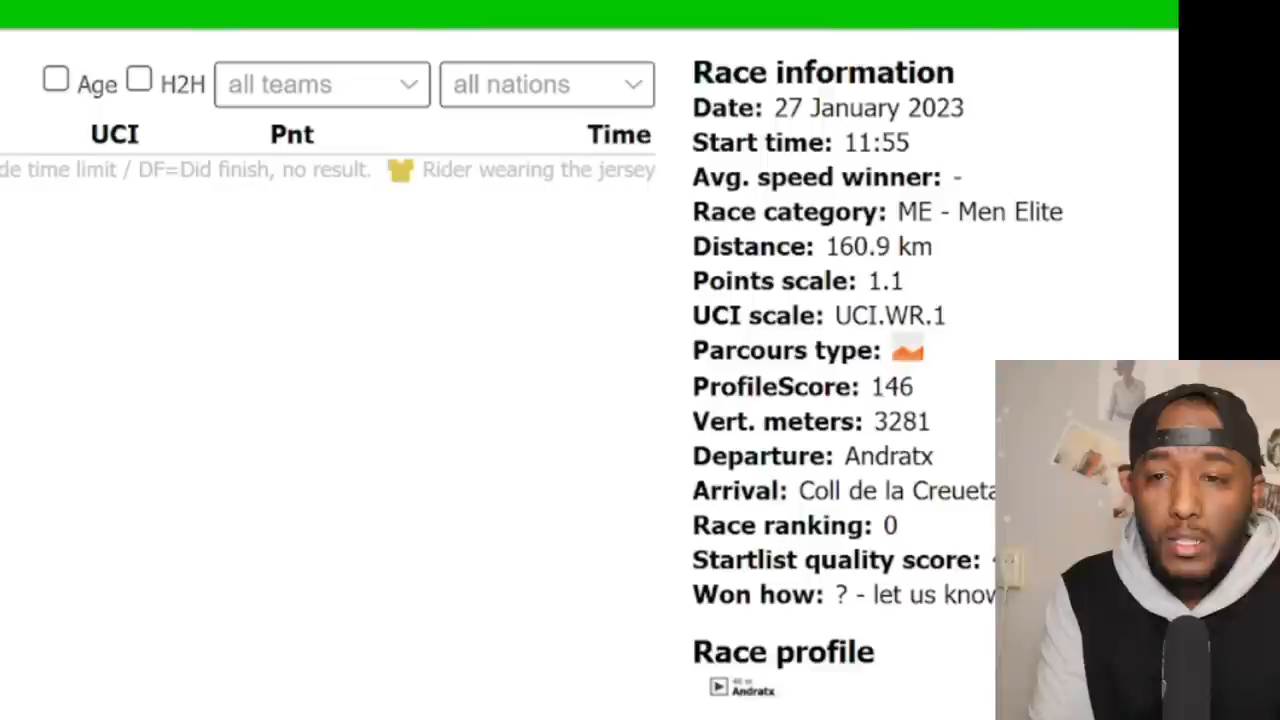 Age H2H all teams all nations
UCI Pnt Time
de time limit / DF=Did finish, no result. Rider wearing the jersey
Race information
Date: 27 January 2023
Start time: 11:55
Avg. speed winner: -
Race category: ME - Men Elite
Distance: 160.9 km
Points scale: 1.1
UCI scale: UCI.WR.1
Parcours type:
ProfileScore: 146
Vert. meters: 3281
Departure: Andratx
Arrival: Coll de la Creueta
Race ranking: 0
Startlist quality score:
Won how: ? - let us know
Race profile
Andratx